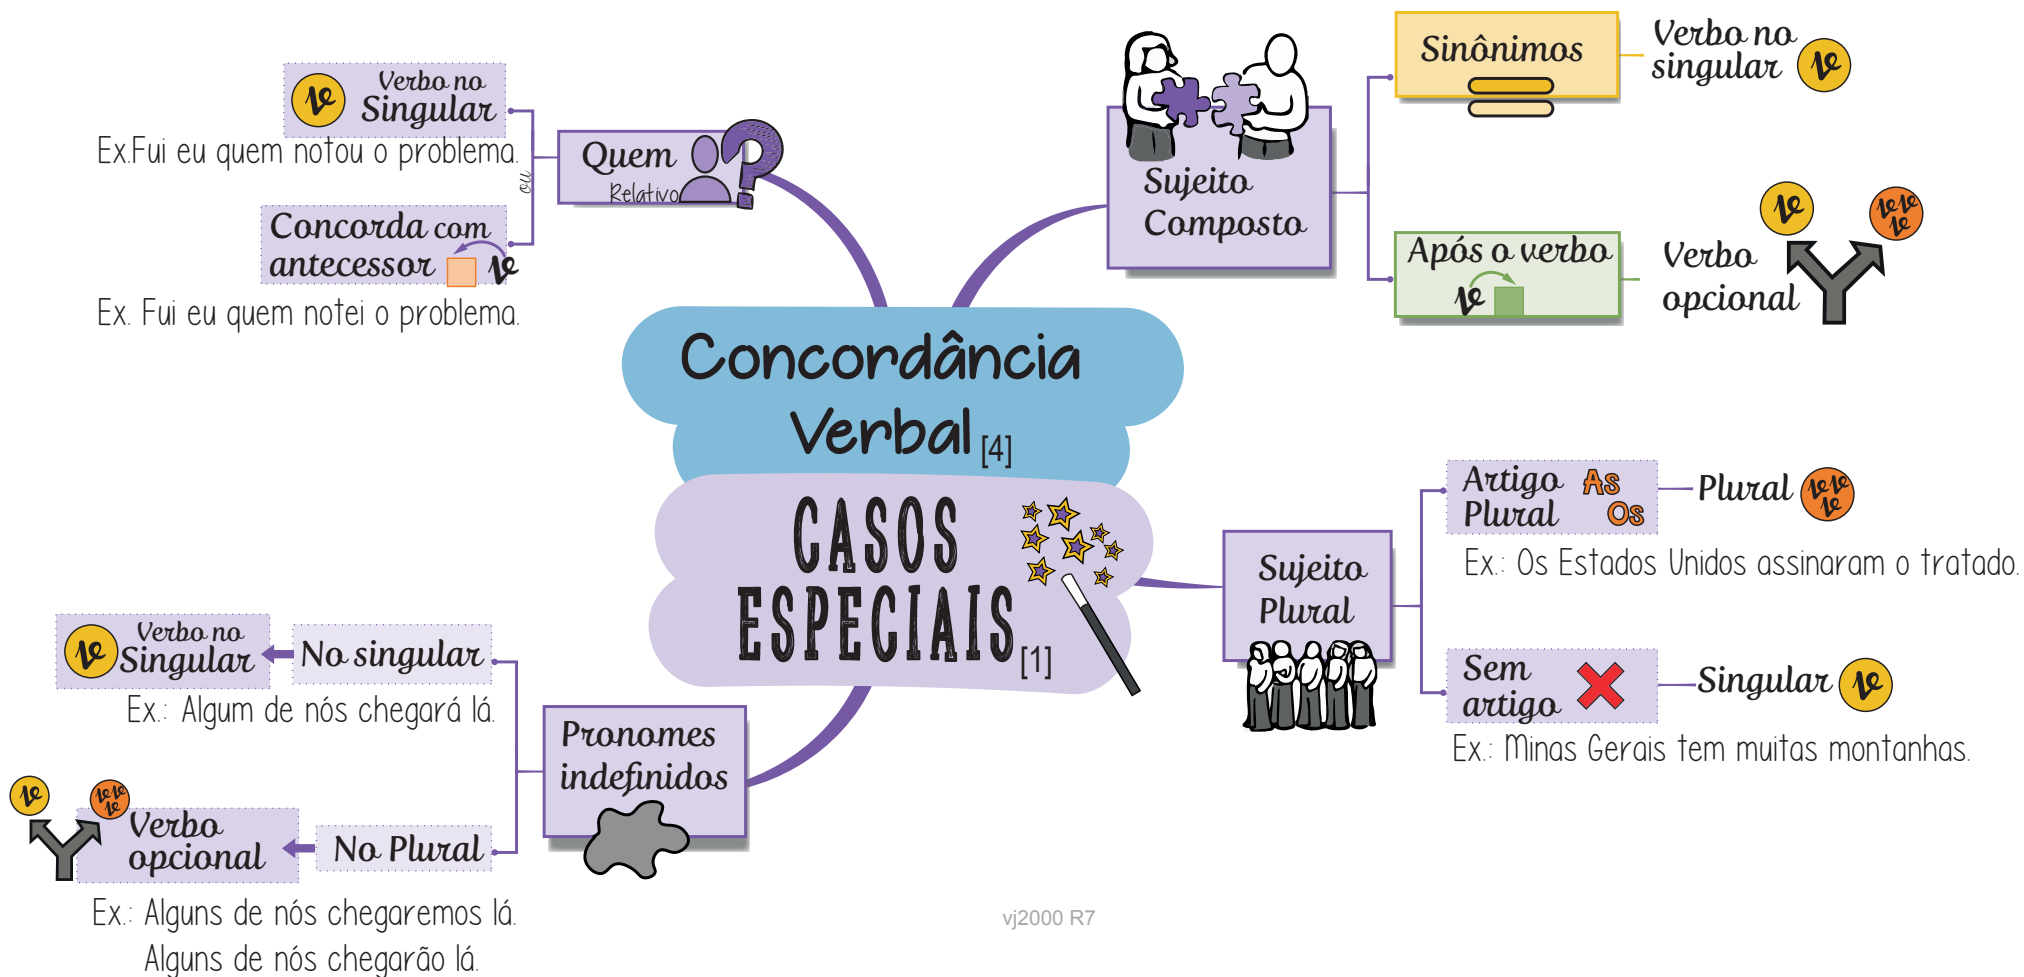 Concordância
Verbal [4]
CASOS
ESPECIAIS [1]
Quem
Relativo
Verbo no
Singular
Ex.Fui eu quem notou o problema.
ou
Concorda com
antecessor
Ex. Fui eu quem notei o problema.
Sujeito
Composto
Sinônimos
Verbo no
singular
Após o verbo
Verbo
opcional
Sujeito
Plural
Artigo
Plural
As
Os
Plural
Ex.: Os Estados Unidos assinaram o tratado.
Sem
artigo
Singular
Ex.: Minas Gerais tem muitas montanhas.
Pronomes
indefinidos
No singular
Verbo no
Singular
Ex.: Algum de nós chegará lá.
No Plural
Verbo
opcional
Ex.: Alguns de nós chegaremos lá.
Alguns de nós chegarão lá.
vj2000 R7